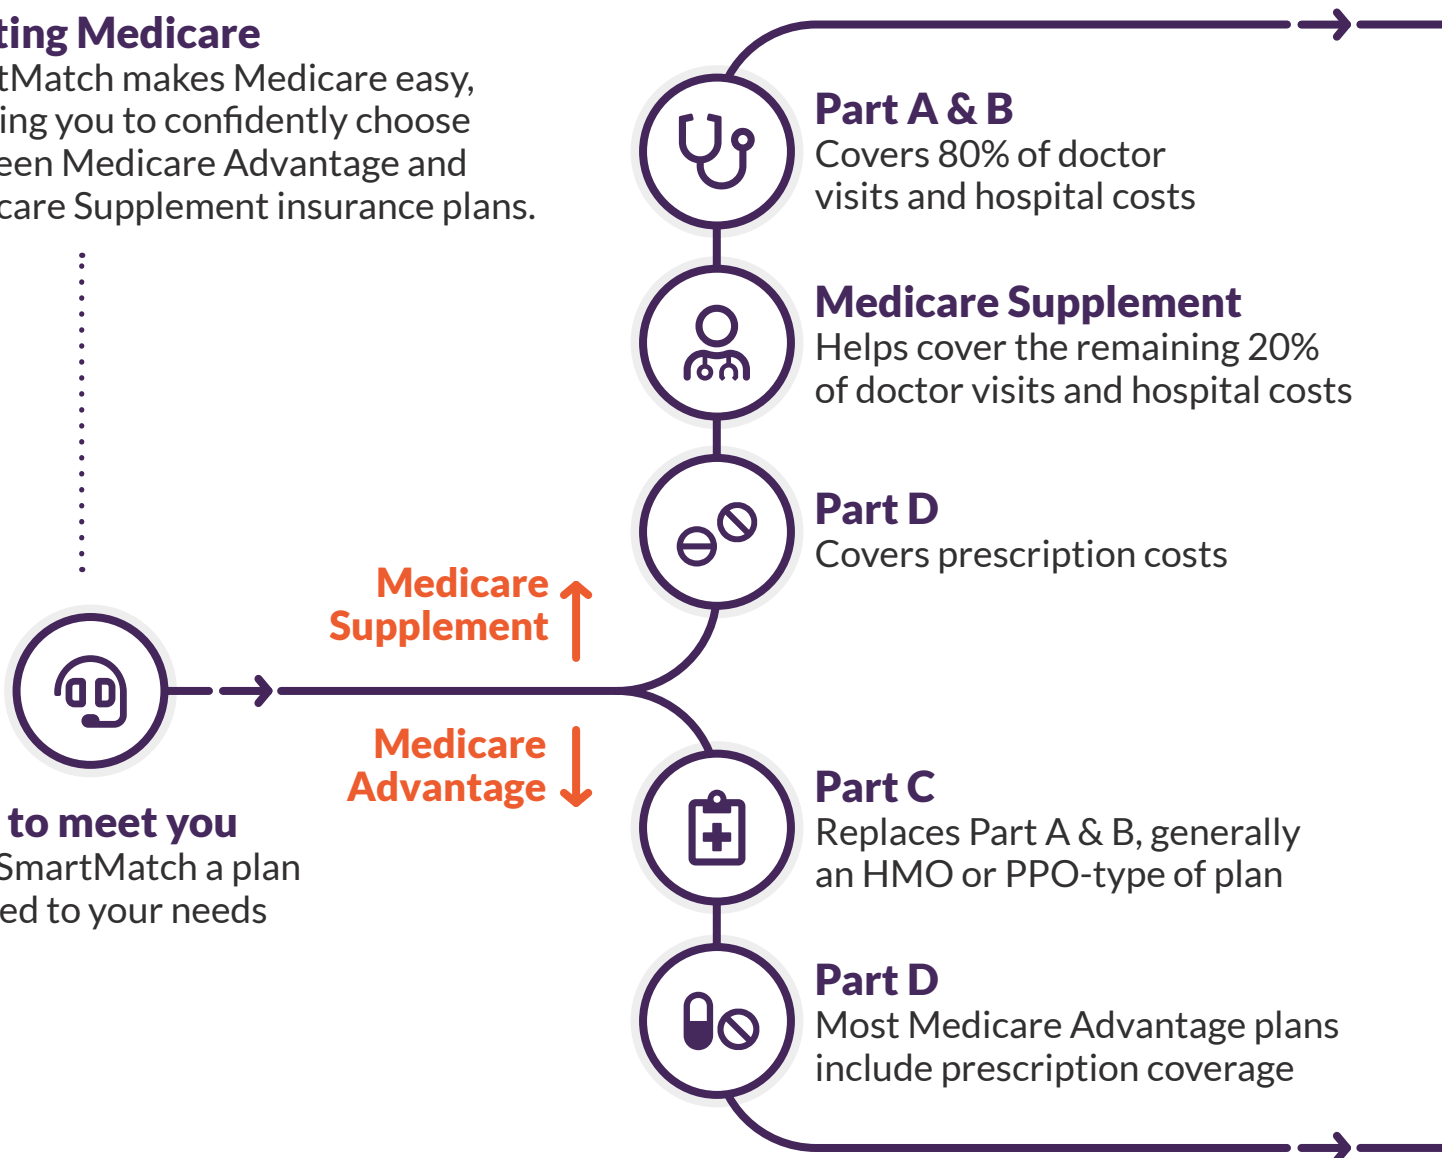 ting Medicare
tMatch makes Medicare easy,
ing you to confidently choose
een Medicare Advantage and
care Supplement insurance plans.
to meet you
SmartMatch a plan
ed to your needs
Medicare
Supplement
Medicare
Advantage
Part A & B
Covers 80% of doctor
visits and hospital costs
Medicare Supplement
Helps cover the remaining 20%
of doctor visits and hospital costs
Part D
Covers prescription costs
Part C
Replaces Part A & B, generally
an HMO or PPO-type of plan
Part D
Most Medicare Advantage plans
include prescription coverage